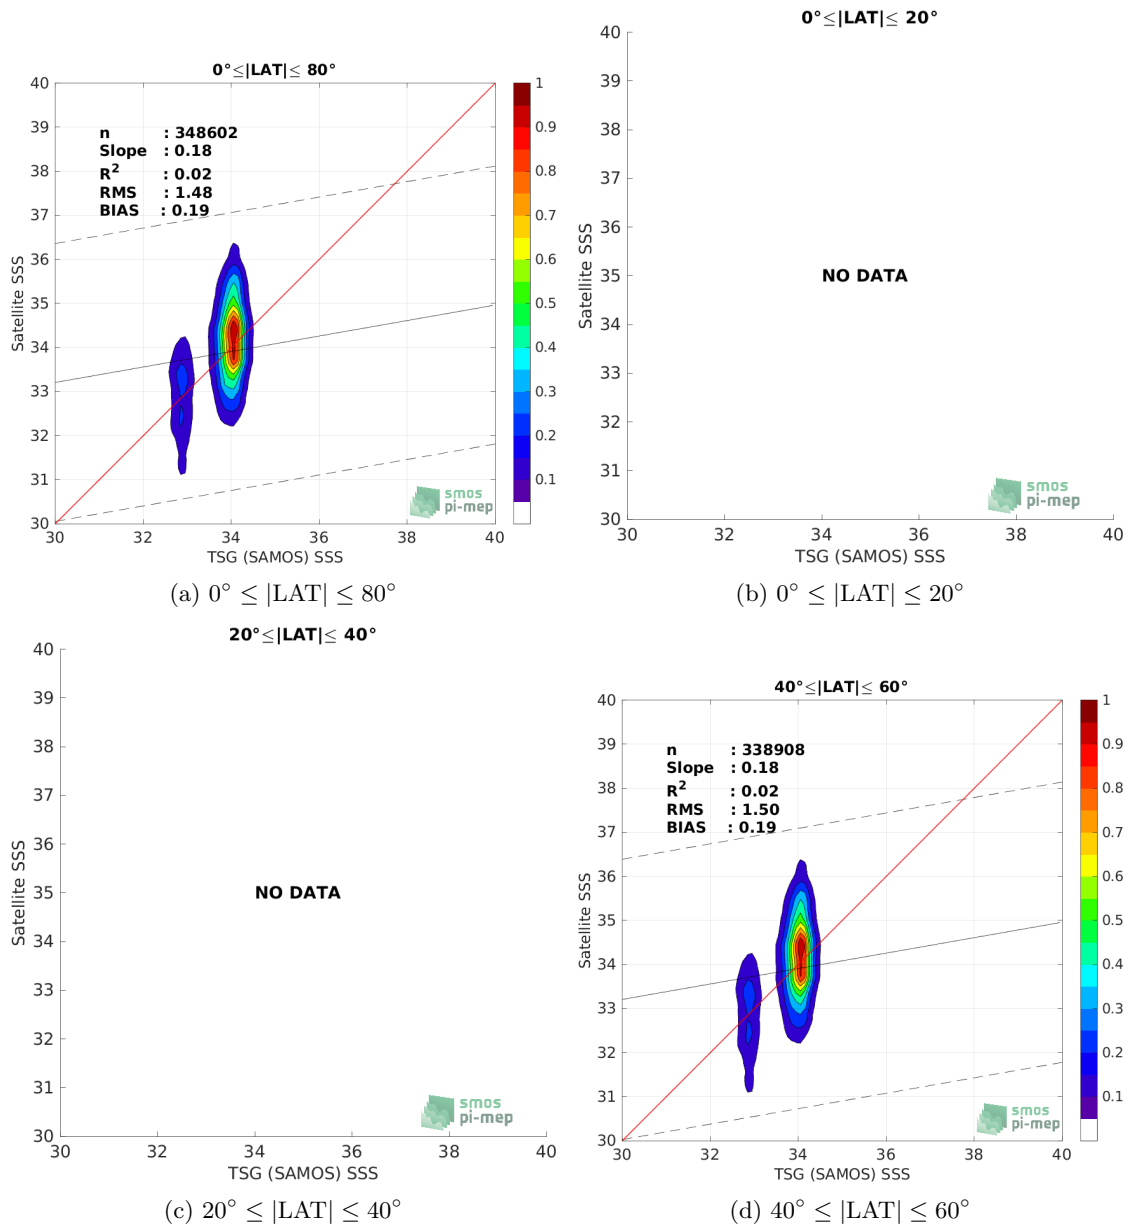 0°≤|LAT|≤ 80°
40
39
38
37
36
35
34
33
32
31
30
Satellite SSS
n : 348602
Slope : 0.18
R² : 0.02
RMS : 1.48
BIAS : 0.19
smos
pi-mep
30 32 34 36 38 40
TSG (SAMOS) SSS
1
0.9
0.8
0.7
0.6
0.5
0.4
0.3
0.2
0.1
(a) 0° ≤ |LAT| ≤ 80°
0°≤|LAT|≤ 20°
40
39
38
37
36
35
34
33
32
31
30
Satellite SSS
NO DATA
smos
pi-mep
30 32 34 36 38 40
TSG (SAMOS) SSS
(b) 0° ≤ |LAT| ≤ 20°
20°≤|LAT|≤ 40°
40
39
38
37
36
35
34
33
32
31
30
Satellite SSS
NO DATA
smos
pi-mep
30 32 34 36 38 40
TSG (SAMOS) SSS
(c) 20° ≤ |LAT| ≤ 40°
40°≤|LAT|≤ 60°
40
39
38
37
36
35
34
33
32
31
30
Satellite SSS
n : 338908
Slope : 0.18
R² : 0.02
RMS : 1.50
BIAS : 0.19
smos
pi-mep
30 32 34 36 38 40
TSG (SAMOS) SSS
1
0.9
0.8
0.7
0.6
0.5
0.4
0.3
0.2
0.1
(d) 40° ≤ |LAT| ≤ 60°